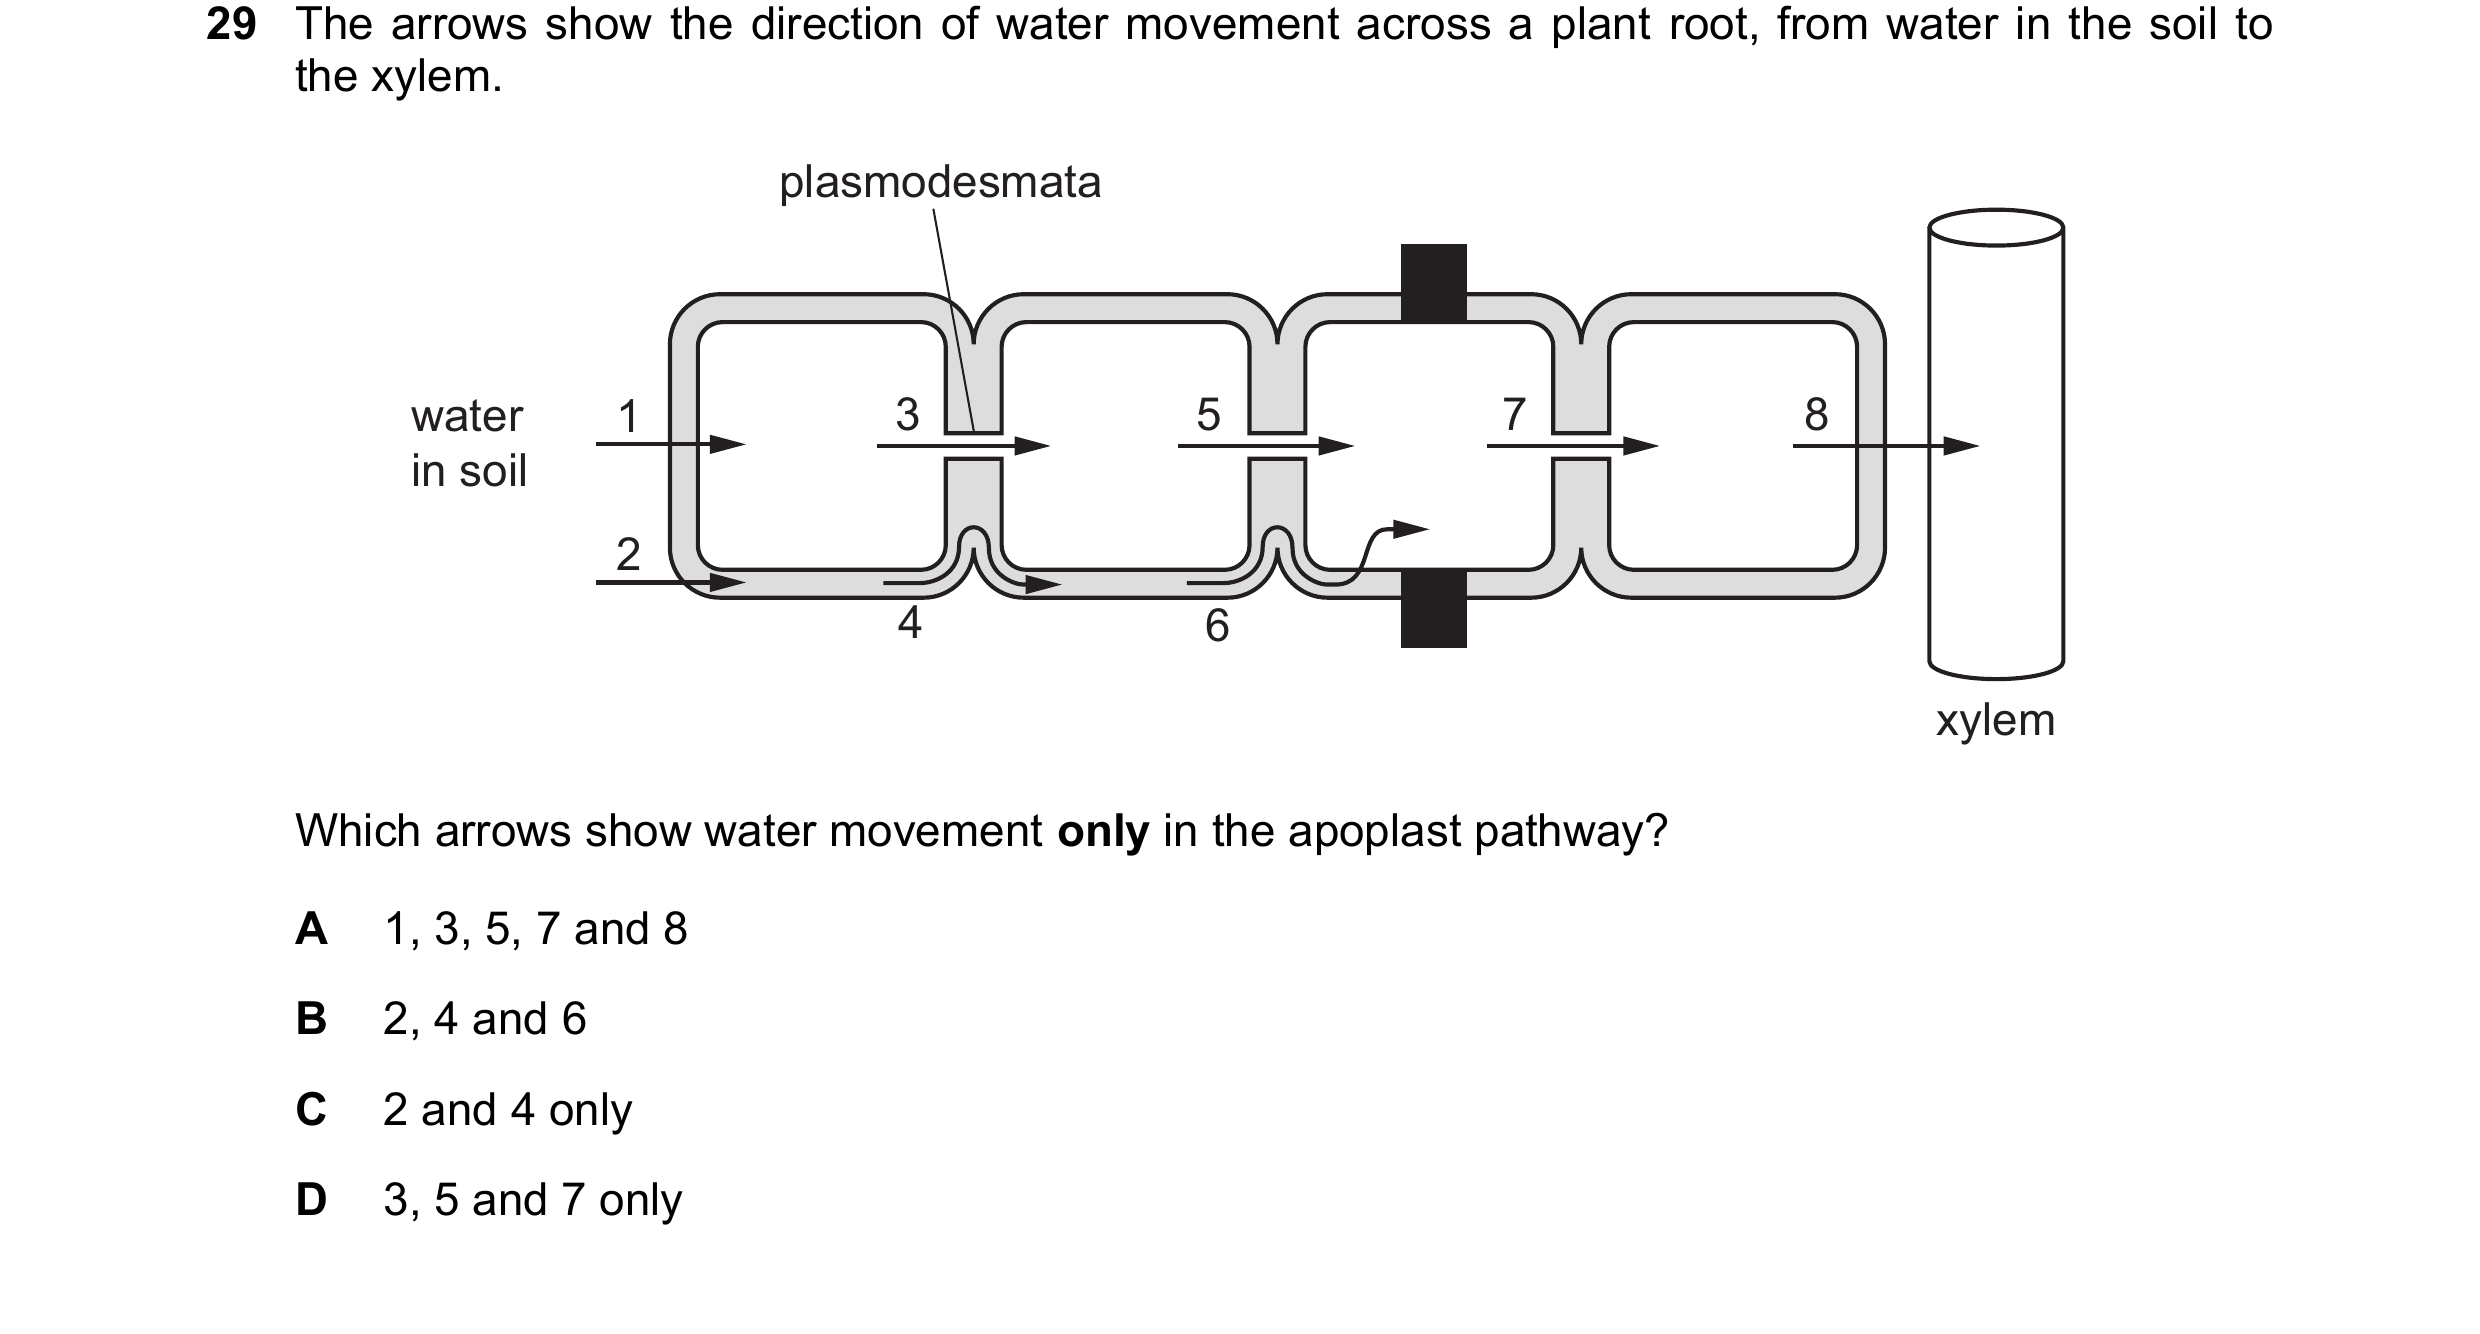 29 The arrows show the direction of water movement across a plant root, from water in the soil to
the xylem.
plasmodesmata
water
in soil
1
3
5
7
8
2
4
6
xylem
Which arrows show water movement only in the apoplast pathway?
A 1, 3, 5, 7 and 8
B 2, 4 and 6
C 2 and 4 only
D 3, 5 and 7 only